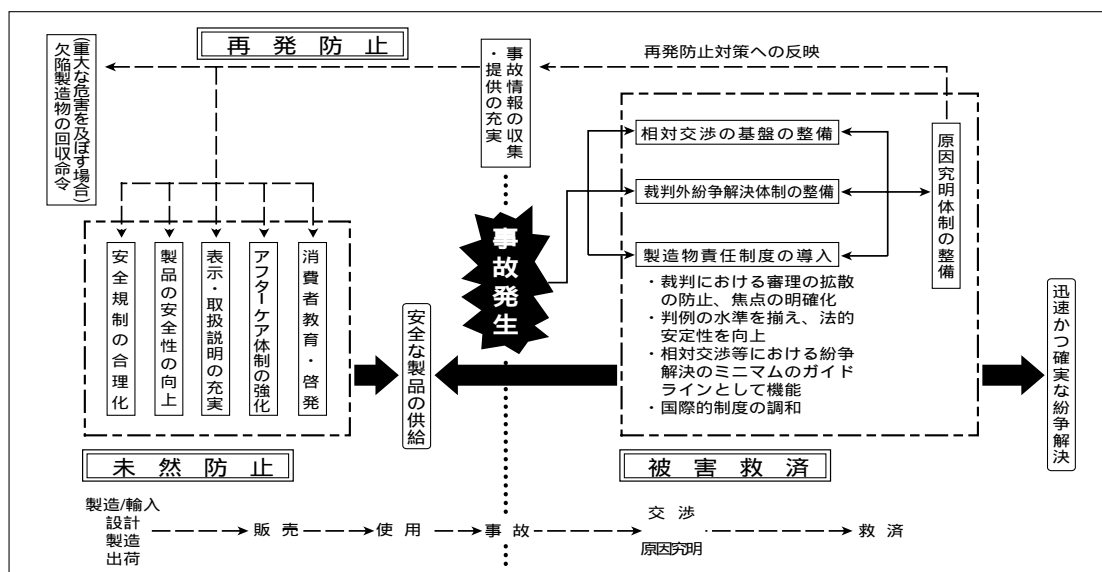 再発防止
(重大な危害を及ぼす場合)
欠陥製造物の回収命令
事故情報の収集
・提供の充実
再発防止対策への反映
相対交渉の基盤の整備
裁判外紛争解決体制の整備
製造物責任制度の導入
・裁判における審理の拡散
の防止、焦点の明確化
・判例の水準を揃え、法的
安定性を向上
・相対交渉等における紛争
解決のミニマムのガイド
ラインとして機能
・国際的制度の調和
原因究明体制の整備
事故発生
安全規制の合理化
製品の安全性の向上
表示・取扱説明の充実
アフターケア体制の強化
消費者教育・啓発
安全な製品の供給
迅速かつ確実な紛争解決
未然防止
被害救済
製造/輸入
設計
製造
出荷
販売
使用
事故
交渉
原因究明
救済